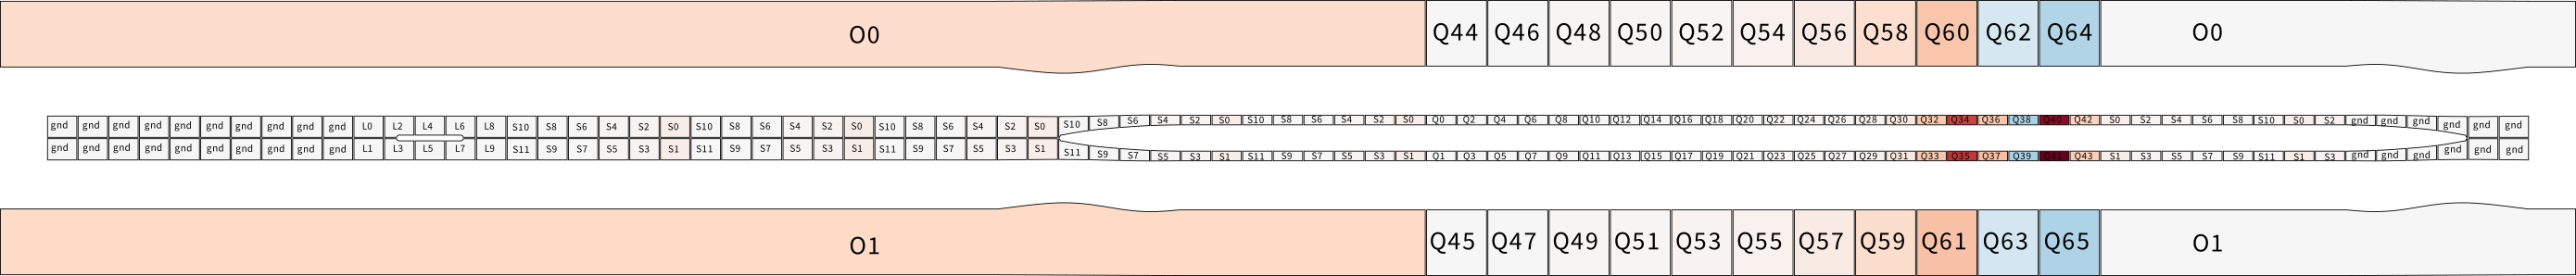 O0 Q44 Q46 Q48 Q50 Q52 Q54 Q56 Q58 Q60 Q62 Q64 O0
gnd gnd gnd gnd gnd gnd gnd gnd gnd gnd L0 L2 L4 L6 L8 S10 S8 S6 S4 S2 S0 S10 S8 S6 S4 S2 S0 S10 S8 S6 S4 S2 S0 S10 S8 S6 S4 S2 S0 S10 S8 S6 S4 S2 S0 Q0 Q2 Q4 Q6 Q8 Q10 Q12 Q14 Q16 Q18 Q20 Q22 Q24 Q26 Q28 Q30 Q32 Q34 Q36 Q38 Q40 Q42 S0 S2 S4 S6 S8 S10 S0 S2 gnd gnd gnd gnd gnd gnd
gnd gnd gnd gnd gnd gnd gnd gnd gnd gnd L1 L3 L5 L7 L9 S11 S9 S7 S5 S3 S1 S11 S9 S7 S5 S3 S1 S11 S9 S7 S5 S3 S1 S11 S9 S7 S5 S3 S1 S11 S9 S7 S5 S3 S1 Q1 Q3 Q5 Q7 Q9 Q11 Q13 Q15 Q17 Q19 Q21 Q23 Q25 Q27 Q29 Q31 Q33 Q35 Q37 Q39 Q41 Q43 S1 S3 S5 S7 S9 S11 S1 S3 gnd gnd gnd gnd gnd gnd
O1 Q45 Q47 Q49 Q51 Q53 Q55 Q57 Q59 Q61 Q63 Q65 O1